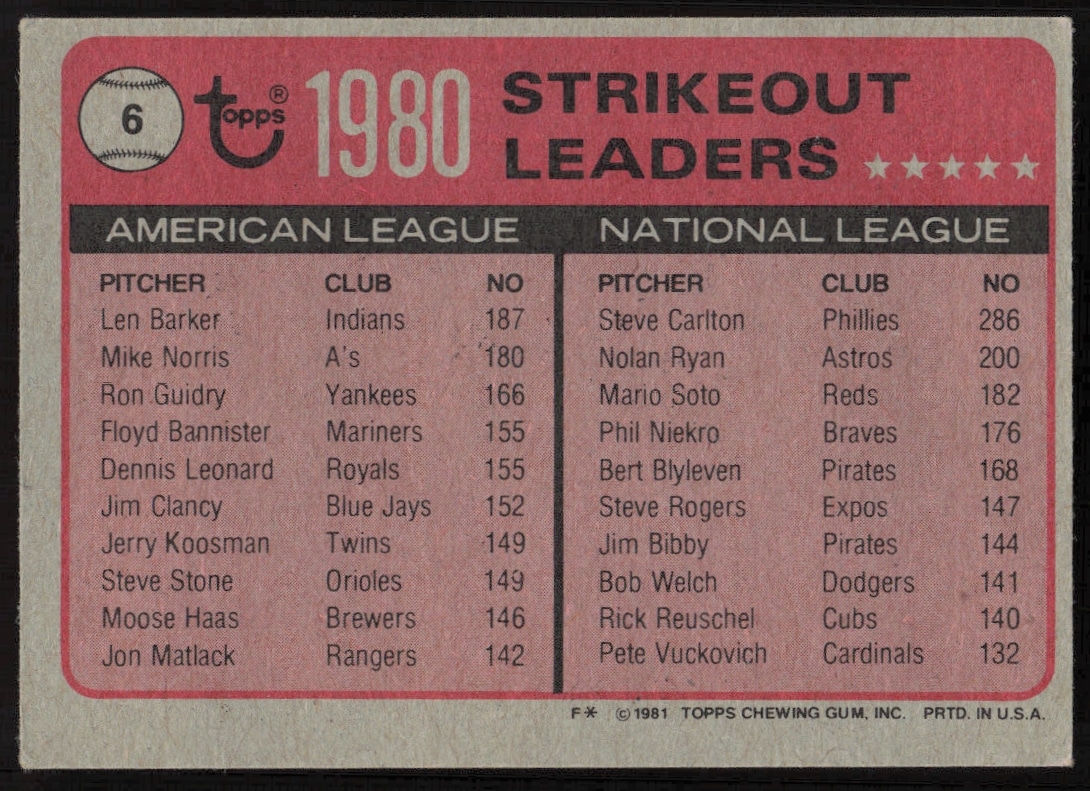 6 Topps® 1980 STRIKEOUT
LEADERS
AMERICAN LEAGUE
PITCHER CLUB NO
Len Barker Indians 187
Mike Norris A's 180
Ron Guidry Yankees 166
Floyd Bannister Mariners 155
Dennis Leonard Royals 155
Jim Clancy Blue Jays 152
Jerry Koosman Twins 149
Steve Stone Orioles 149
Moose Haas Brewers 146
Jon Matlack Rangers 142
NATIONAL LEAGUE
PITCHER CLUB NO
Steve Carlton Phillies 286
Nolan Ryan Astros 200
Mario Soto Reds 182
Phil Niekro Braves 176
Bert Blyleven Pirates 168
Steve Rogers Expos 147
Jim Bibby Pirates 144
Bob Welch Dodgers 141
Rick Reuschel Cubs 140
Pete Vuckovich Cardinals 132
F* ©1981 TOPPS CHEWING GUM, INC. PRTD. IN U.S.A.